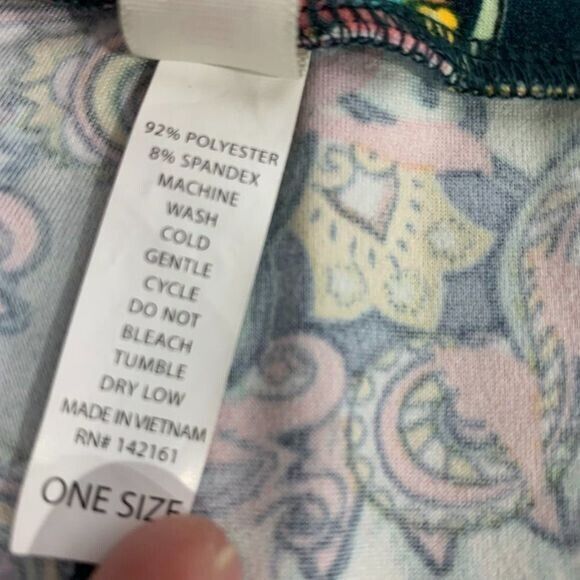 92% POLYESTER
8% SPANDEX
MACHINE
WASH
COLD
GENTLE
CYCLE
DO NOT
BLEACH
TUMBLE
DRY LOW
MADE IN VIETNAM
RN# 142161
ONE SIZE